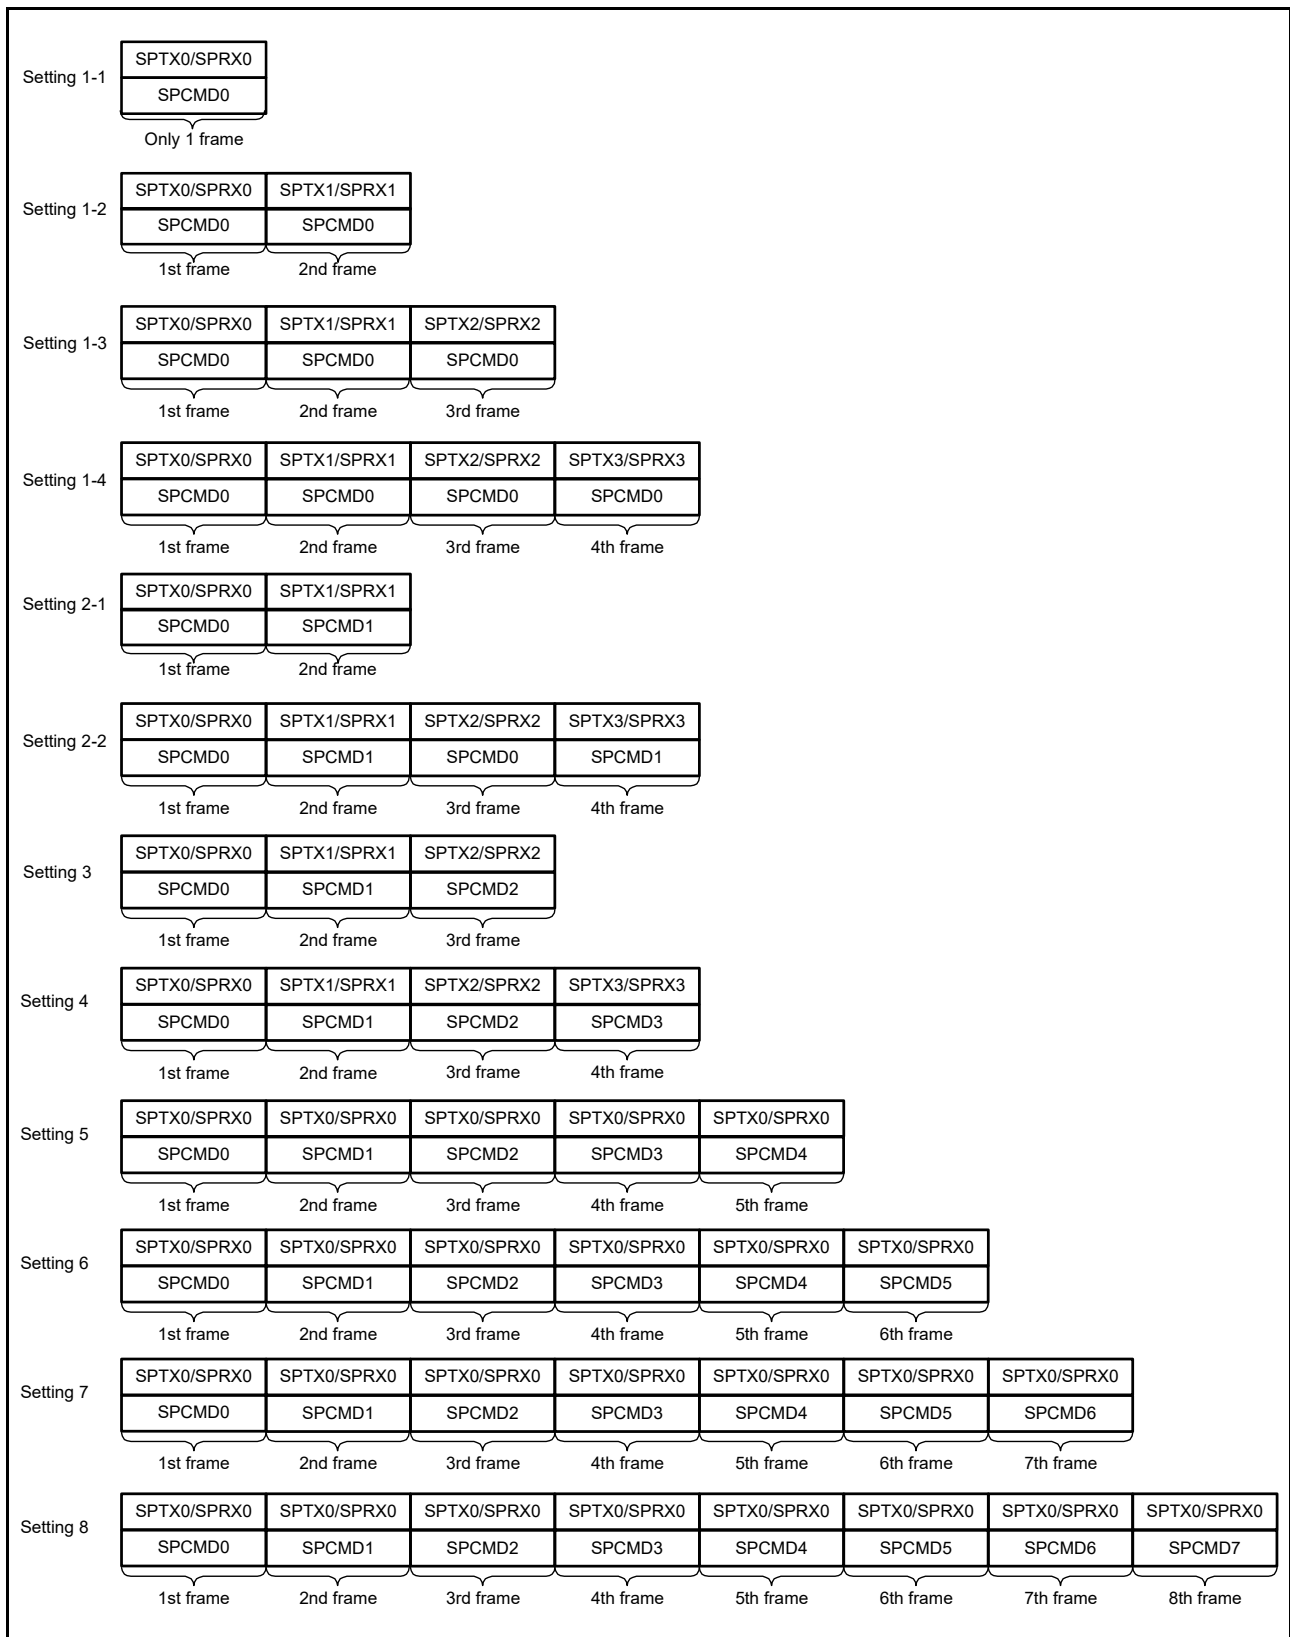 Setting 1-1
SPTX0/SPRX0
SPCMD0
Only 1 frame
Setting 1-2
SPTX0/SPRX0 SPTX1/SPRX1
SPCMD0 SPCMD0
1st frame 2nd frame
Setting 1-3
SPTX0/SPRX0 SPTX1/SPRX1 SPTX2/SPRX2
SPCMD0 SPCMD0 SPCMD0
1st frame 2nd frame 3rd frame
Setting 1-4
SPTX0/SPRX0 SPTX1/SPRX1 SPTX2/SPRX2 SPTX3/SPRX3
SPCMD0 SPCMD0 SPCMD0 SPCMD0
1st frame 2nd frame 3rd frame 4th frame
Setting 2-1
SPTX0/SPRX0 SPTX1/SPRX1
SPCMD0 SPCMD1
1st frame 2nd frame
Setting 2-2
SPTX0/SPRX0 SPTX1/SPRX1 SPTX2/SPRX2 SPTX3/SPRX3
SPCMD0 SPCMD1 SPCMD0 SPCMD1
1st frame 2nd frame 3rd frame 4th frame
Setting 3
SPTX0/SPRX0 SPTX1/SPRX1 SPTX2/SPRX2
SPCMD0 SPCMD1 SPCMD2
1st frame 2nd frame 3rd frame
Setting 4
SPTX0/SPRX0 SPTX1/SPRX1 SPTX2/SPRX2 SPTX3/SPRX3
SPCMD0 SPCMD1 SPCMD2 SPCMD3
1st frame 2nd frame 3rd frame 4th frame
Setting 5
SPTX0/SPRX0 SPTX0/SPRX0 SPTX0/SPRX0 SPTX0/SPRX0 SPTX0/SPRX0
SPCMD0 SPCMD1 SPCMD2 SPCMD3 SPCMD4
1st frame 2nd frame 3rd frame 4th frame 5th frame
Setting 6
SPTX0/SPRX0 SPTX0/SPRX0 SPTX0/SPRX0 SPTX0/SPRX0 SPTX0/SPRX0 SPTX0/SPRX0
SPCMD0 SPCMD1 SPCMD2 SPCMD3 SPCMD4 SPCMD5
1st frame 2nd frame 3rd frame 4th frame 5th frame 6th frame
Setting 7
SPTX0/SPRX0 SPTX0/SPRX0 SPTX0/SPRX0 SPTX0/SPRX0 SPTX0/SPRX0 SPTX0/SPRX0 SPTX0/SPRX0
SPCMD0 SPCMD1 SPCMD2 SPCMD3 SPCMD4 SPCMD5 SPCMD6
1st frame 2nd frame 3rd frame 4th frame 5th frame 6th frame 7th frame
Setting 8
SPTX0/SPRX0 SPTX0/SPRX0 SPTX0/SPRX0 SPTX0/SPRX0 SPTX0/SPRX0 SPTX0/SPRX0 SPTX0/SPRX0 SPTX0/SPRX0
SPCMD0 SPCMD1 SPCMD2 SPCMD3 SPCMD4 SPCMD5 SPCMD6 SPCMD7
1st frame 2nd frame 3rd frame 4th frame 5th frame 6th frame 7th frame 8th frame